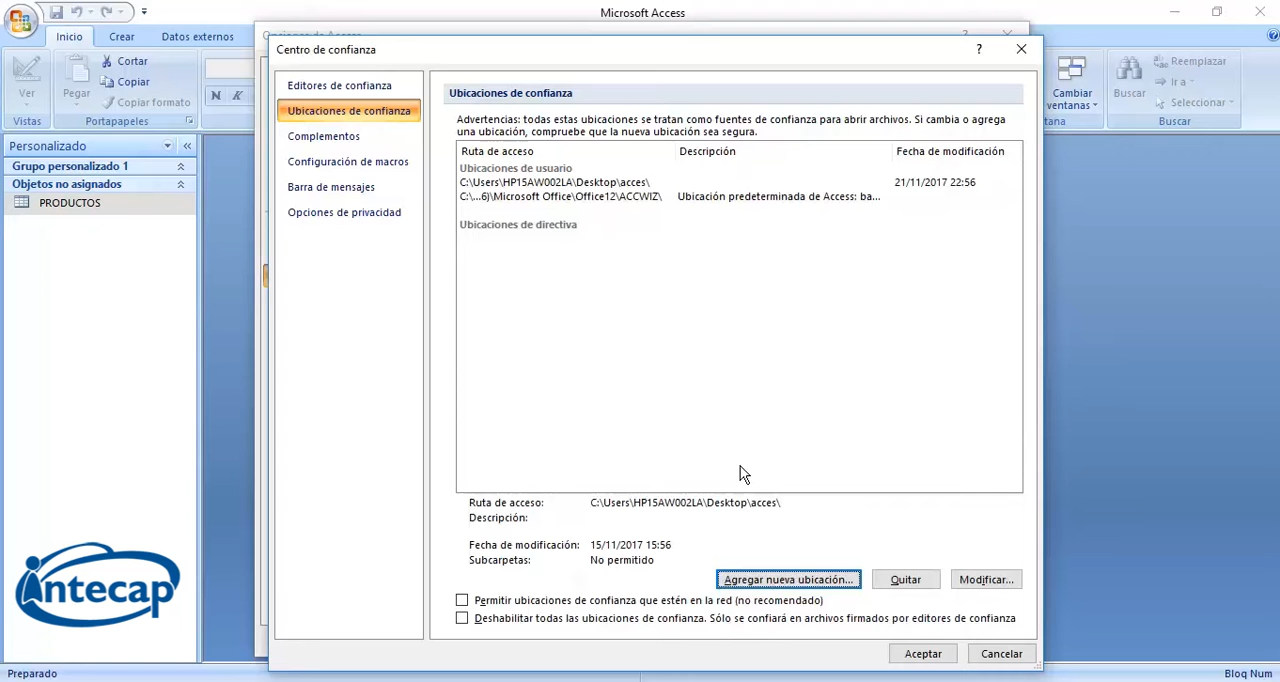 Microsoft Access
Inicio
Crear
Datos externos
Ver
Vistas
Pegar
Cortar
Copiar
Copiar formato
Portapapeles
N K
Cambiar
ventanas
tana
Buscar
Reemplazar
Ir a
Seleccionar
Buscar
Personalizado
Grupo personalizado 1
Objetos no asignados
PRODUCTOS
Centro de confianza
Editores de confianza
Ubicaciones de confianza
Complementos
Configuración de macros
Barra de mensajes
Opciones de privacidad
Ubicaciones de confianza
Advertencia: todas estas ubicaciones se tratan como fuentes de confianza para abrir archivos. Si cambia o agrega
una ubicación, compruebe que la nueva ubicación sea segura.
Ruta de acceso Descripción Fecha de modificación
Ubicaciones de usuario
C:\Users\HP15AW002LA\Desktop\acces\ 21/11/2017 22:56
C:\...6)\Microsoft Office\Office12\ACCWIZ\ Ubicación predeterminada de Access: ba...
Ubicaciones de directiva
Ruta de acceso: C:\Users\HP15AW002LA\Desktop\acces\
Descripción:
Fecha de modificación: 15/11/2017 15:56
Subcarpetas: No permitido
Agregar nueva ubicación...
Quitar
Modificar...
Permitir ubicaciones de confianza que estén en la red (no recomendado)
Deshabilitar todas las ubicaciones de confianza. Sólo se confiará en archivos firmados por editores de confianza
Aceptar
Cancelar
intecap
Preparado
Bloq Num